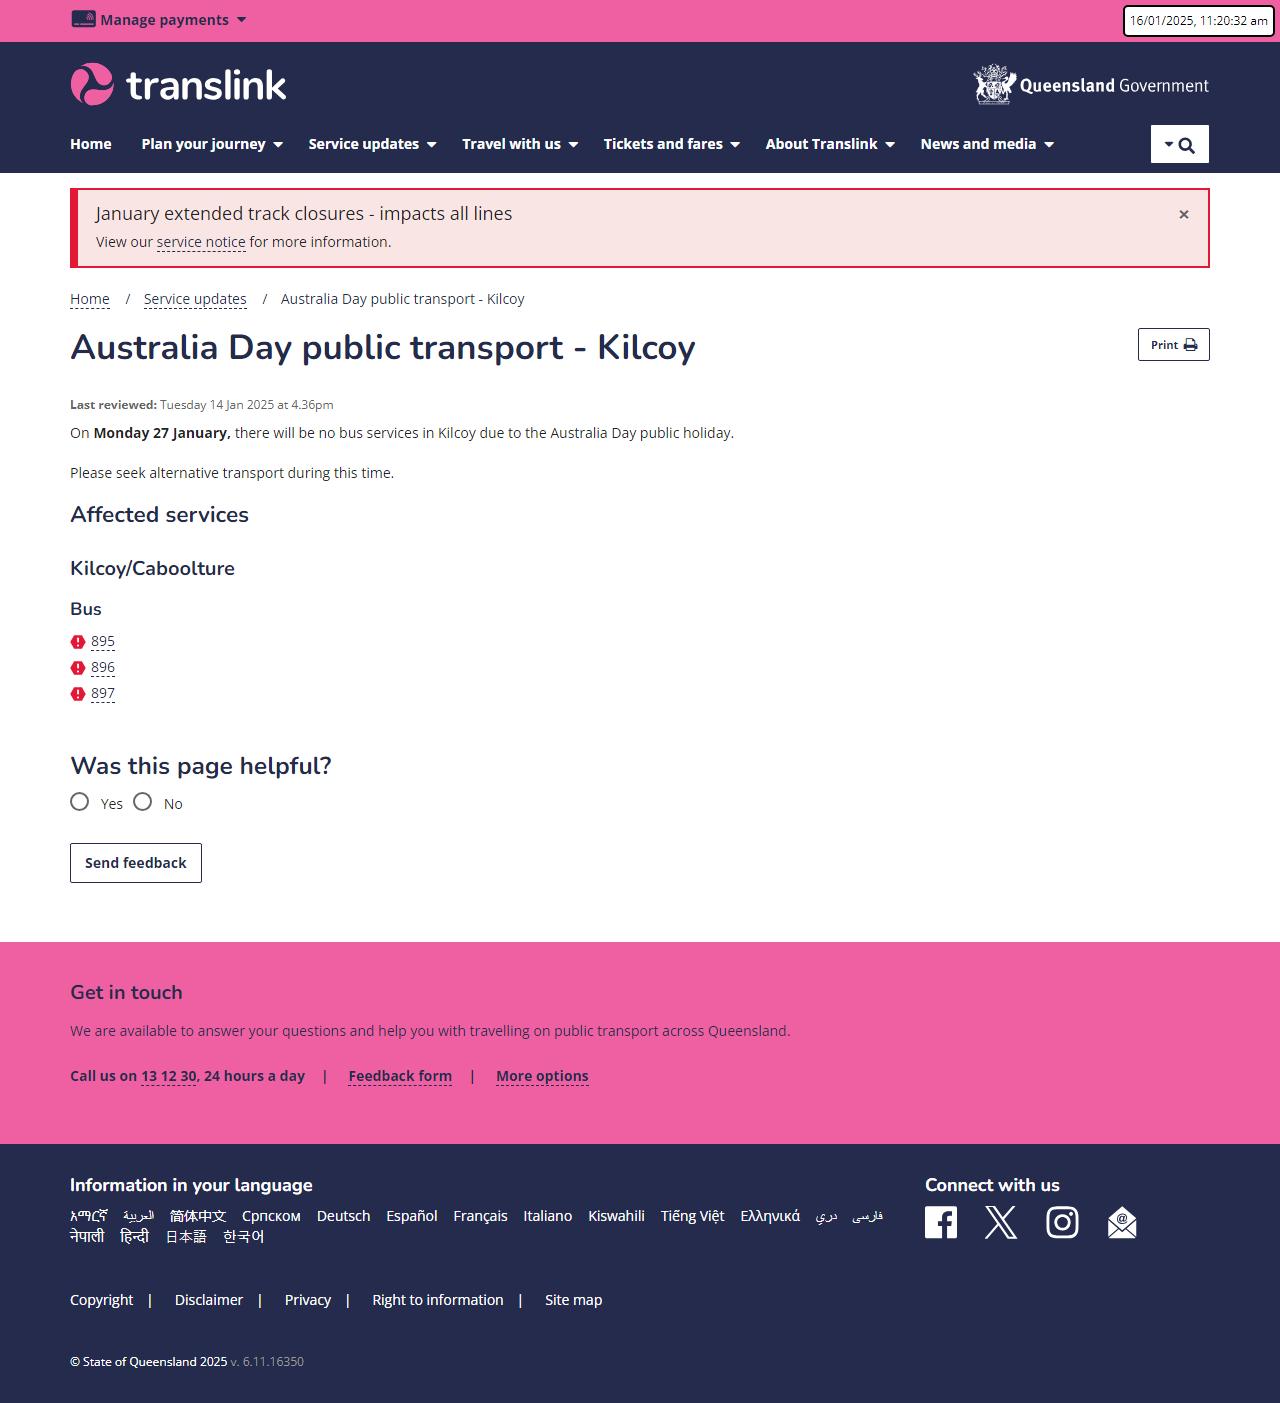 Manage payments
16/01/2025, 11:20:32 am
translink
Queensland Government
Home Plan your journey Service updates Travel with us Tickets and fares About Translink News and media
January extended track closures - impacts all lines
×
View our service notice for more information.
Home / Service updates / Australia Day public transport - Kilcoy
Australia Day public transport - Kilcoy
Print
Last reviewed: Tuesday 14 Jan 2025 at 4.36pm
On Monday 27 January, there will be no bus services in Kilcoy due to the Australia Day public holiday.
Please seek alternative transport during this time.
Affected services
Kilcoy/Caboolture
Bus
895
896
897
Was this page helpful?
Yes No
Send feedback
Get in touch
We are available to answer your questions and help you with travelling on public transport across Queensland.
Call us on 13 12 30, 24 hours a day | Feedback form | More options
Information in your language
አማርኛ العربية 简体中文 Српском Deutsch Español Français Italiano Kiswahili Tiếng Việt Ελληνικά دري فارسی
नेपाली हिन्दी 日本語 한국어
Connect with us
Copyright | Disclaimer | Privacy | Right to information | Site map
© State of Queensland 2025 v. 6.11.16350